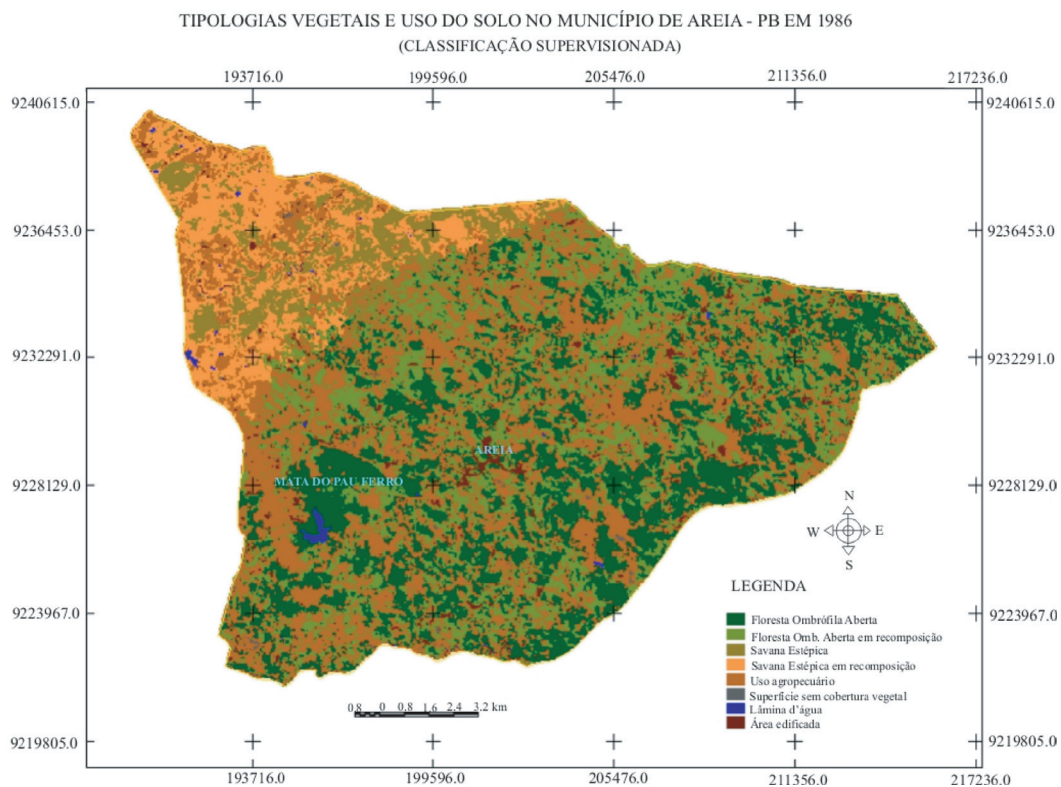 TIPOLOGIAS VEGETAIS E USO DO SOLO NO MUNICÍPIO DE AREIA - PB EM 1986
(CLASSIFICAÇÃO SUPERVISIONADA)
193716.0 199596.0 205476.0 211356.0 217236.0
9240615.0 9240615.0
9236453.0 9236453.0
9232291.0 9232291.0
AREIA
MATA DO PAU FERRO
9228128.0 9228129.0
N
W E
S
LEGENDA
9223967.0 9223967.0
Floresta Ombrófila Aberta
Floresta Omb. Aberta em recomposição
Savana Estépica
Savana Estépica em recomposição
Uso agropecuário
Superfície sem cobertura vegetal
Lâmina d'água
Área edificada
0.8 0 0.8 1.6 2,4 3.2 km
9219805.0 9219805.0
193716.0 199596.0 205476.0 211356.0 217236.0